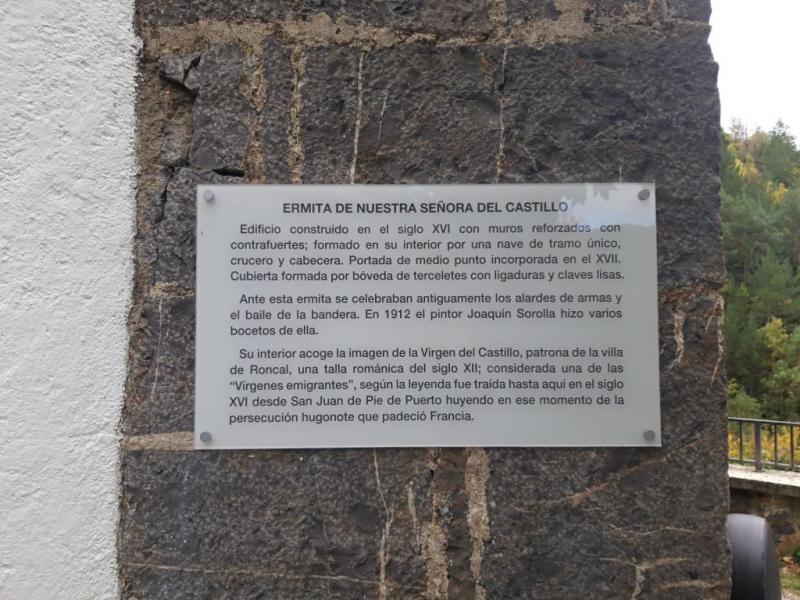 ERMITA DE NUESTRA SEÑORA DEL CASTILLO
Edificio construido en el siglo XVI con muros reforzados con
contrafuertes; formado en su interior por una nave de tramo único,
crucero y cabecera. Portada de medio punto incorporada en el XVII.
Cubierta formada por bóveda de terceletes con ligaduras y claves lisas.
Ante esta ermita se celebraban antiguamente los alardes de armas y
el baile de la bandera. En 1912 el pintor Joaquín Sorolla hizo varios
bocetos de ella.
Su interior acoge la imagen de la Virgen del Castillo, patrona de la villa
de Roncal, una talla románica del siglo XII; considerada una de las
“Vírgenes emigrantes”, según la leyenda fue traída hasta aquí en el siglo
XVI desde San Juan de Pie de Puerto huyendo en ese momento de la
persecución hugonote que padeció Francia.